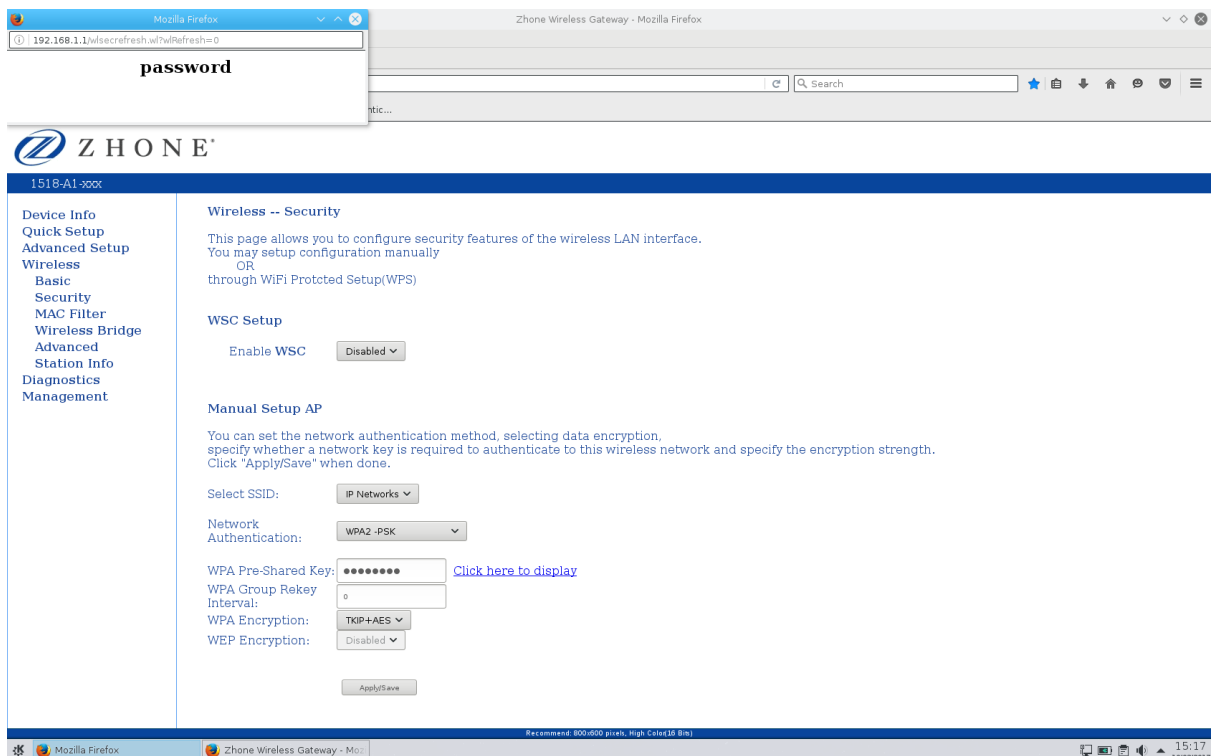 Mozilla Firefox
192.168.1.1/wlsecrefresh.wl?wlRefresh=0
password
Zhone Wireless Gateway - Mozilla Firefox
Search
ntic...
ZHONE
1518-A1-xxx
Device Info
Quick Setup
Advanced Setup
Wireless
Basic
Security
MAC Filter
Wireless Bridge
Advanced
Station Info
Diagnostics
Management
Wireless -- Security
This page allows you to configure security features of the wireless LAN interface.
You may setup configuration manually
OR
through WiFi Protcted Setup(WPS)
WSC Setup
Enable WSC Disabled
Manual Setup AP
You can set the network authentication method, selecting data encryption,
specify whether a network key is required to authenticate to this wireless network and specify the encryption strength.
Click "Apply/Save" when done.
Select SSID: IP Networks
Network
Authentication: WPA2 -PSK
WPA Pre-Shared Key: ●●●●●●●● Click here to display
WPA Group Rekey
Interval: 0
WPA Encryption: TKIP+AES
WEP Encryption: Disabled
Apply/Save
Recommend: 800x600 pixels, High Color(16 Bits)
Mozilla Firefox
Zhone Wireless Gateway - Moz
15:17